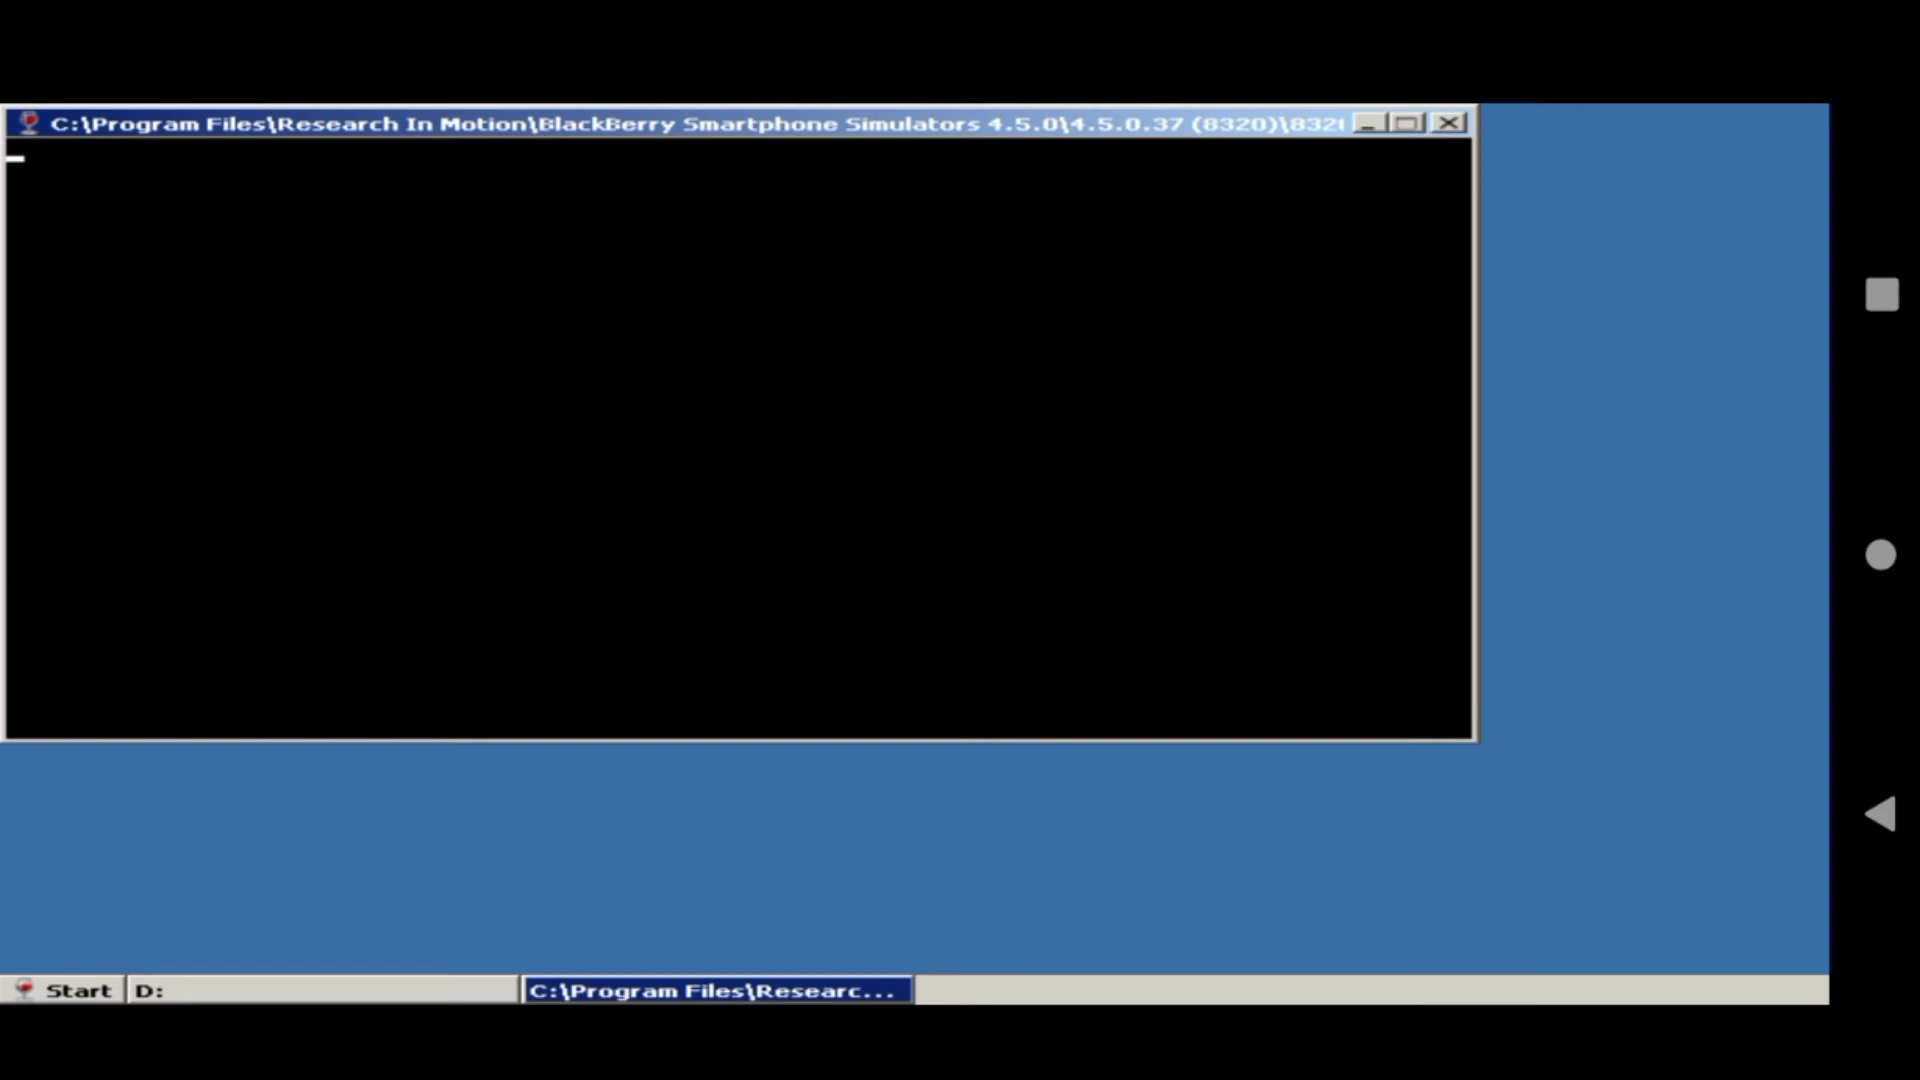 C:\Program Files\Research In Motion\BlackBerry Smartphone Simulators 4.5.0\4.5.0.37 (8320)\832
Start
D:
C:\Program Files\Researc...